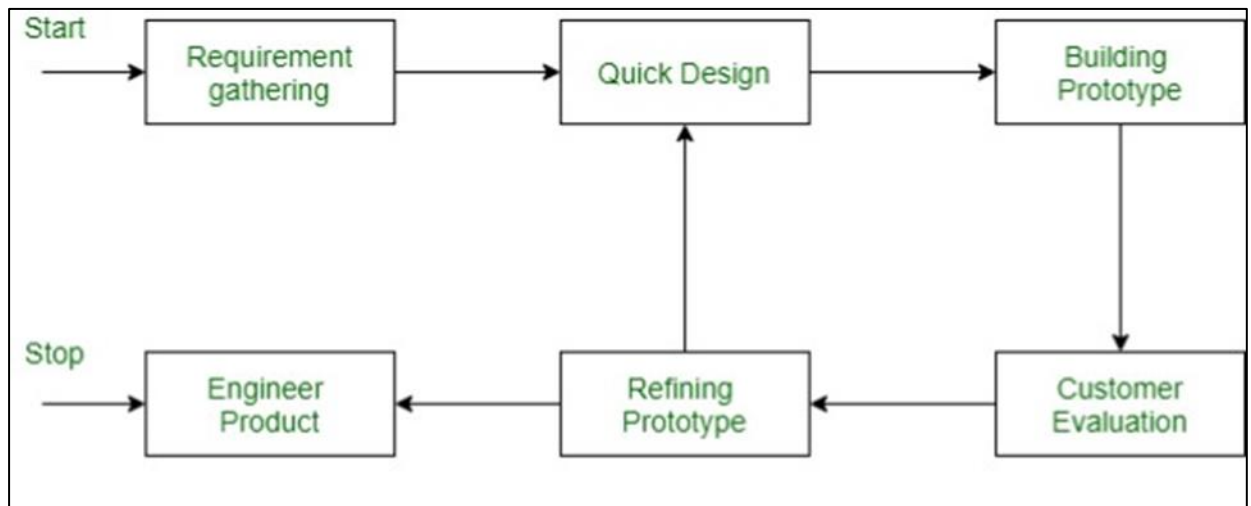 Start
Requirement
gathering
Quick Design
Building
Prototype
Stop
Engineer
Product
Refining
Prototype
Customer
Evaluation